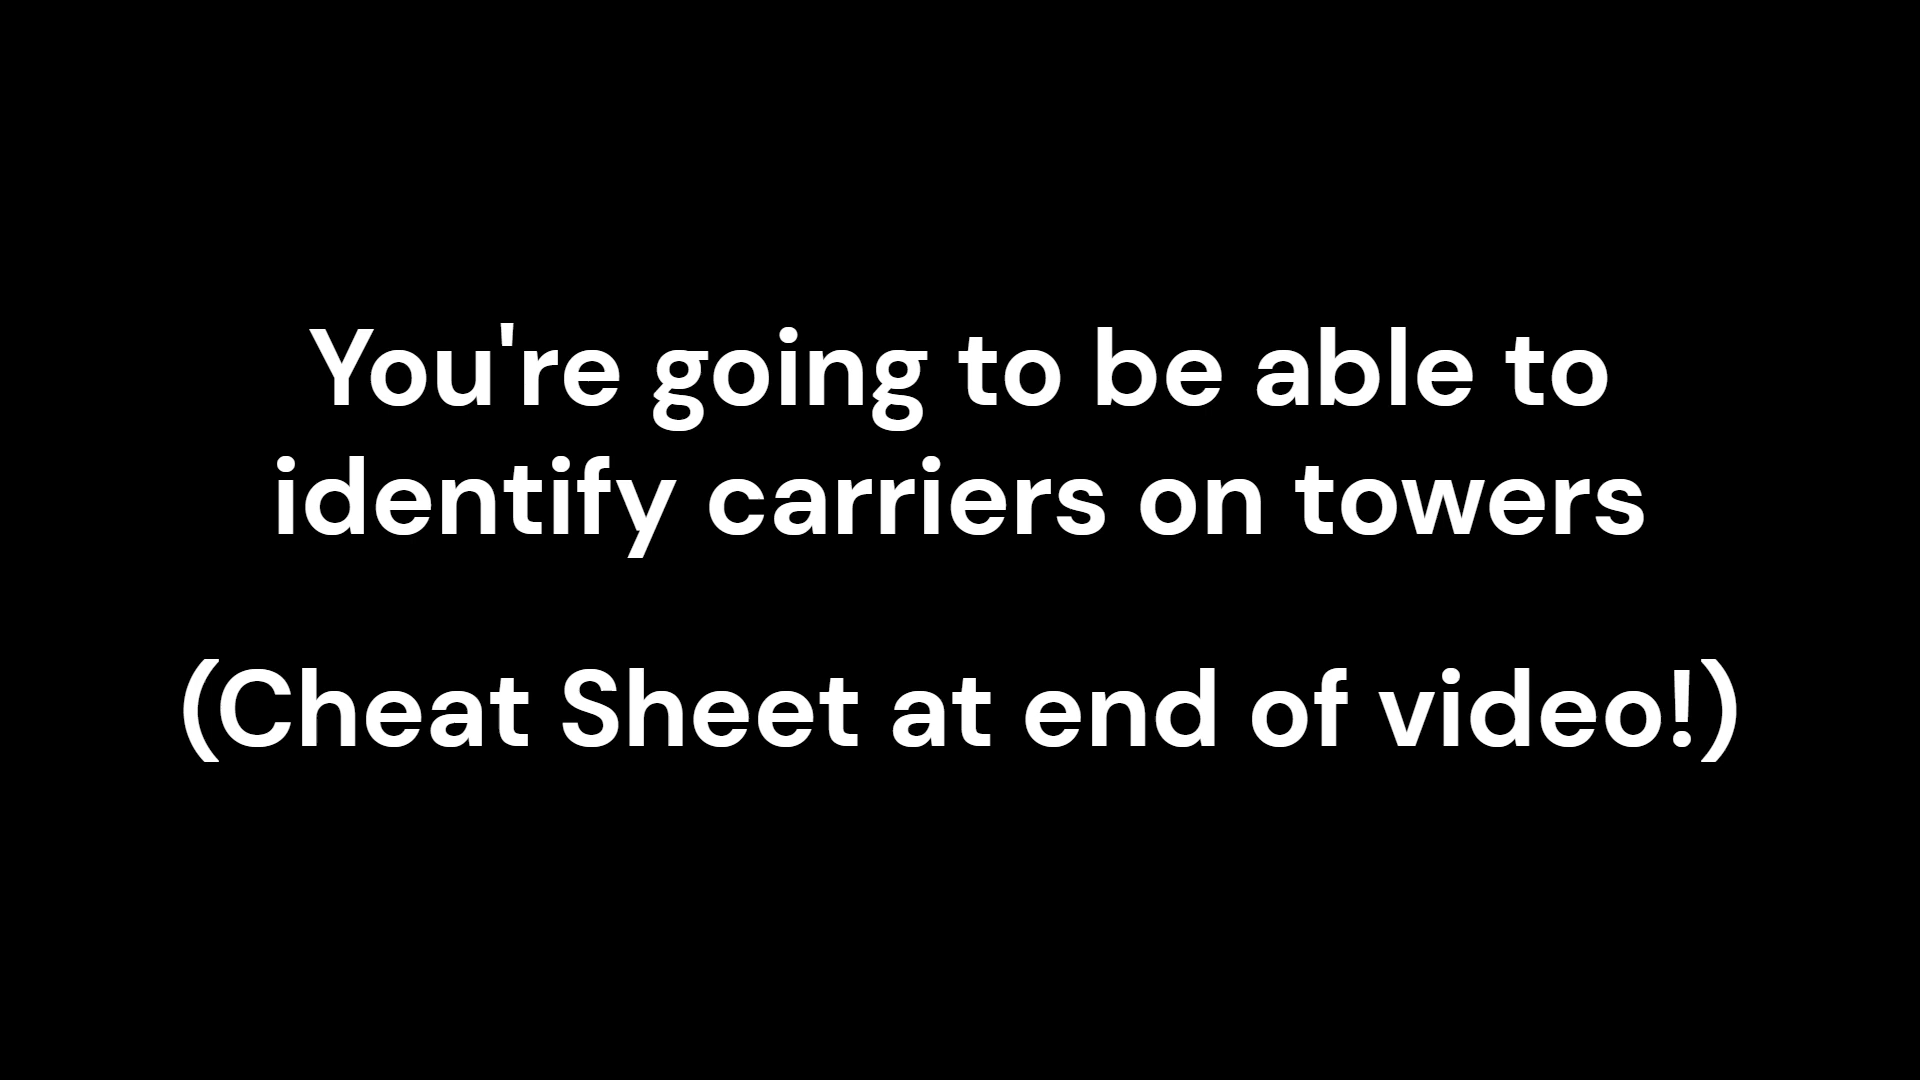 You're going to be able to
identify carriers on towers
(Cheat Sheet at end of video!)